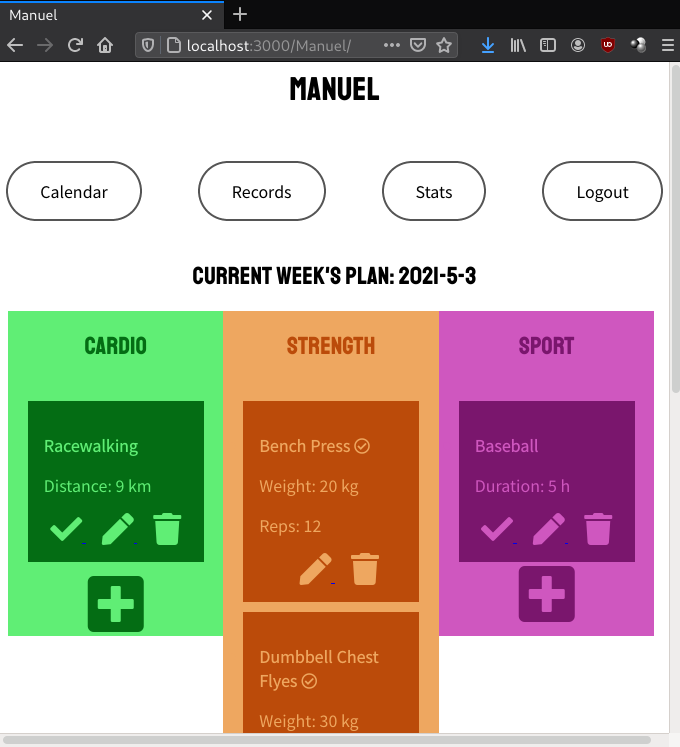 Manuel
localhost:3000/Manuel/
MANUEL
Calendar
Records
Stats
Logout
CURRENT WEEK'S PLAN: 2021-5-3
CARDIO
Racewalking
Distance: 9 km
STRENGTH
Bench Press
Weight: 20 kg
Reps: 12
Dumbbell Chest
Flyes
Weight: 30 kg
SPORT
Baseball
Duration: 5 h